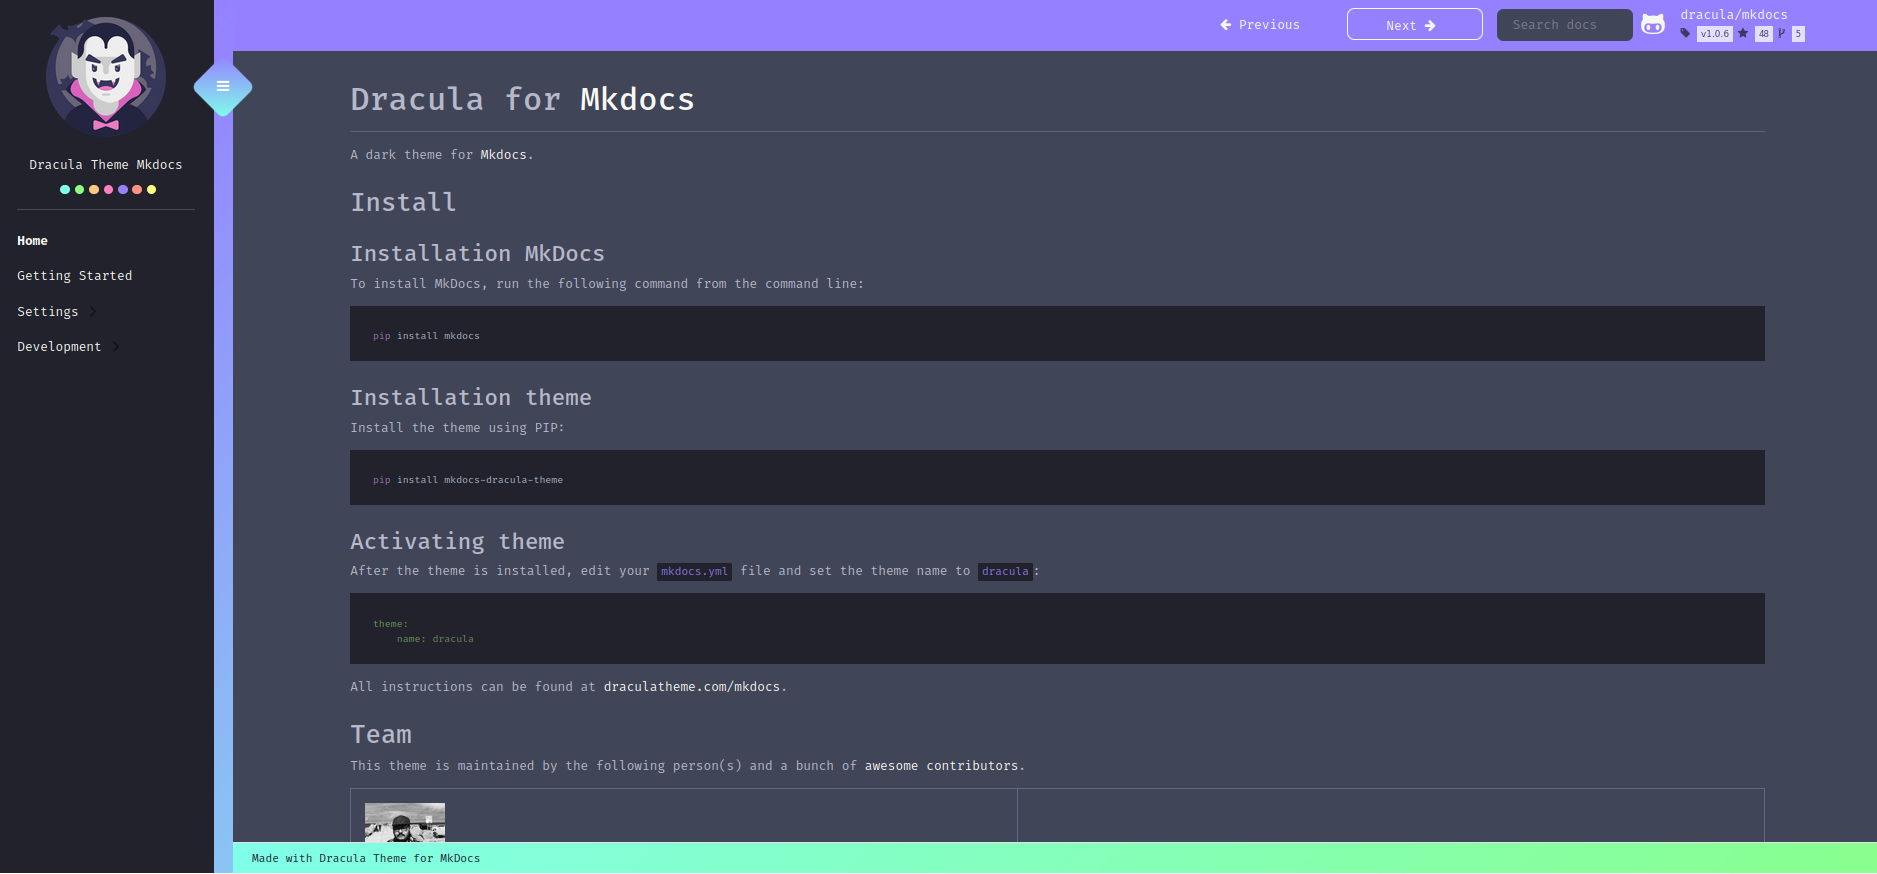 Dracula Theme Mkdocs
Home
Getting Started
Settings
Development
Previous
Next
Search docs
dracula/mkdocs
v1.0.6 48 5
Dracula for Mkdocs
A dark theme for Mkdocs.
Install
Installation MkDocs
To install MkDocs, run the following command from the command line:
pip install mkdocs
Installation theme
Install the theme using PIP:
pip install mkdocs-dracula-theme
Activating theme
After the theme is installed, edit your mkdocs.yml file and set the theme name to dracula:
theme:
    name: dracula
All instructions can be found at draculatheme.com/mkdocs.
Team
This theme is maintained by the following person(s) and a bunch of awesome contributors.
Made with Dracula Theme for MkDocs